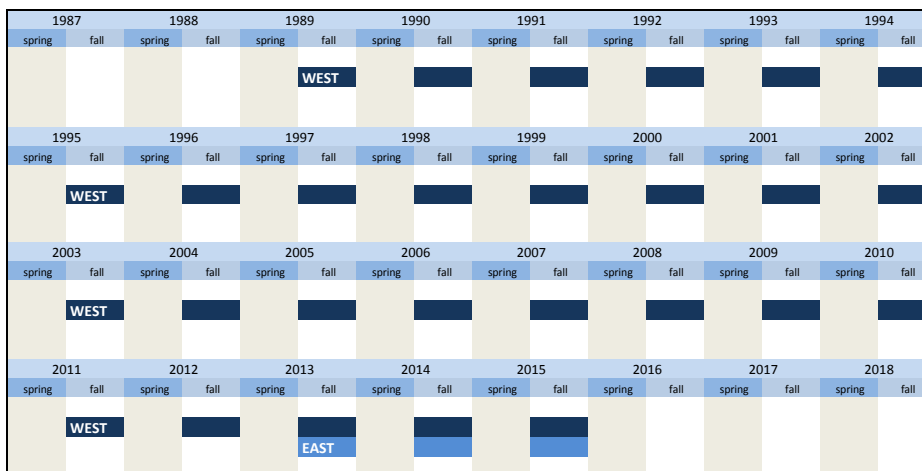 1987 1988 1989 1990 1991 1992 1993 1994
spring fall spring fall spring fall spring fall spring fall spring fall spring fall spring fall
WEST
1995 1996 1997 1998 1999 2000 2001 2002
spring fall spring fall spring fall spring fall spring fall spring fall spring fall spring fall
WEST
2003 2004 2005 2006 2007 2008 2009 2010
spring fall spring fall spring fall spring fall spring fall spring fall spring fall spring fall
WEST
2011 2012 2013 2014 2015 2016 2017 2018
spring fall spring fall spring fall spring fall spring fall spring fall spring fall spring fall
WEST
EAST